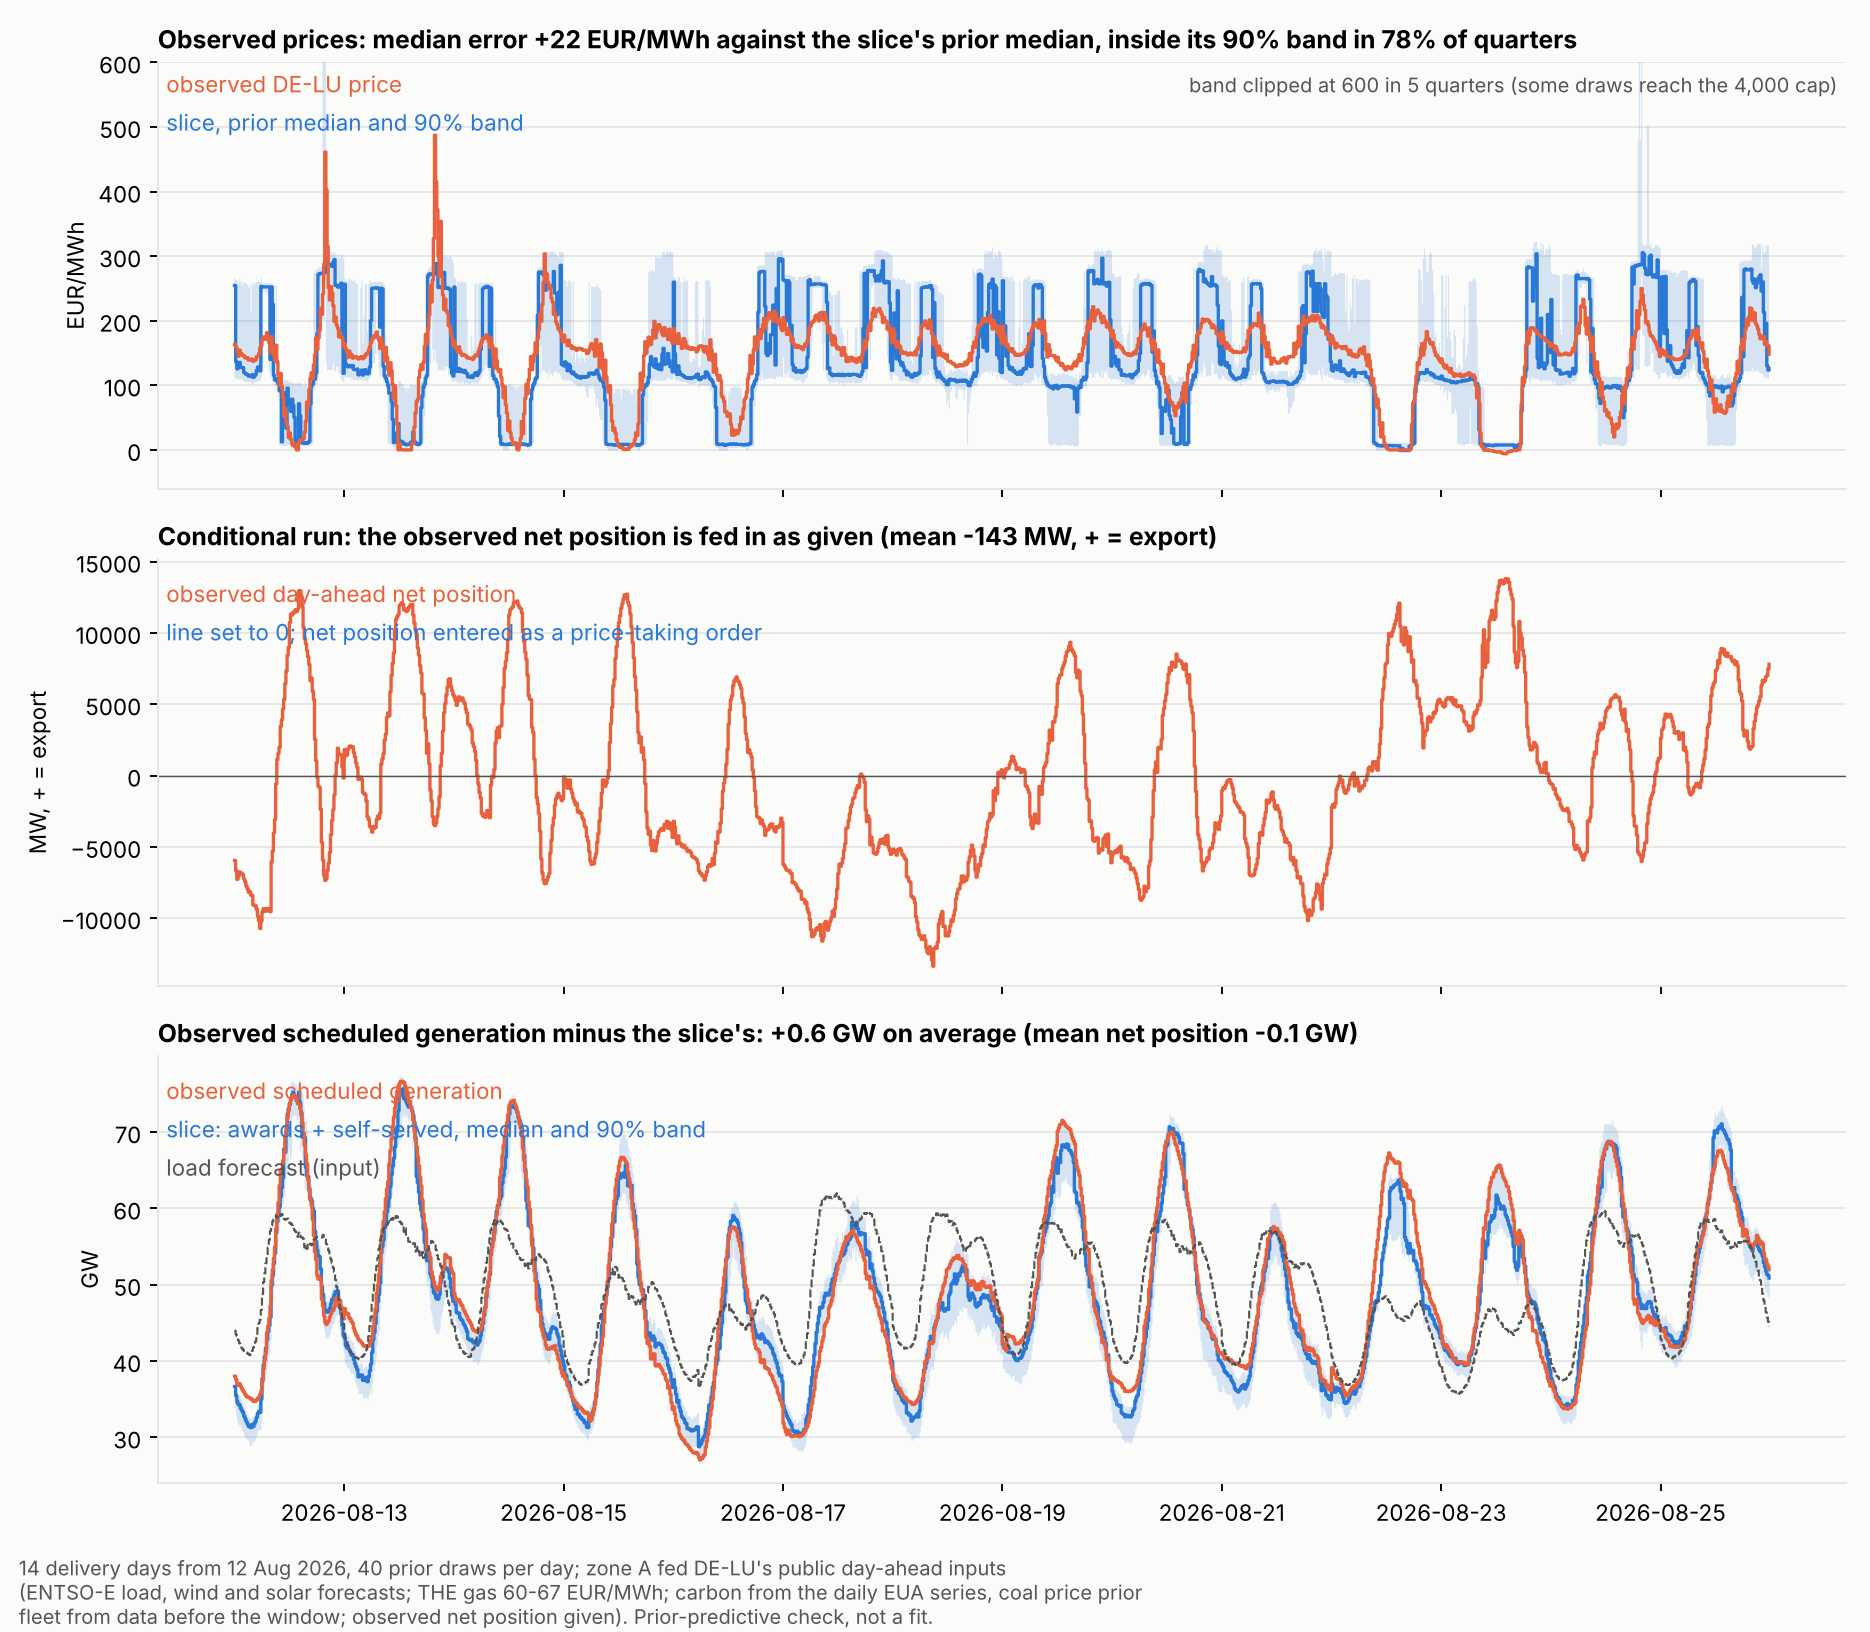 Observed prices: median error +22 EUR/MWh against the slice's prior median, inside its 90% band in 78% of quarters
observed DE-LU price
band clipped at 600 in 5 quarters (some draws reach the 4,000 cap)
slice, prior median and 90% band
EUR/MWh
600
500
400
300
200
100
0
Conditional run: the observed net position is fed in as given (mean -143 MW, + = export)
observed day-ahead net position
line set to 0; net position entered as a price-taking order
MW, + = export
15000
10000
5000
0
−5000
−10000
Observed scheduled generation minus the slice's: +0.6 GW on average (mean net position -0.1 GW)
observed scheduled generation
slice: awards + self-served, median and 90% band
load forecast (input)
GW
70
60
50
40
30
2026-08-13
2026-08-15
2026-08-17
2026-08-19
2026-08-21
2026-08-23
2026-08-25
14 delivery days from 12 Aug 2026, 40 prior draws per day; zone A fed DE-LU's public day-ahead inputs
(ENTSO-E load, wind and solar forecasts; THE gas 60-67 EUR/MWh; carbon from the daily EUA series, coal price prior
fleet from data before the window; observed net position given). Prior-predictive check, not a fit.